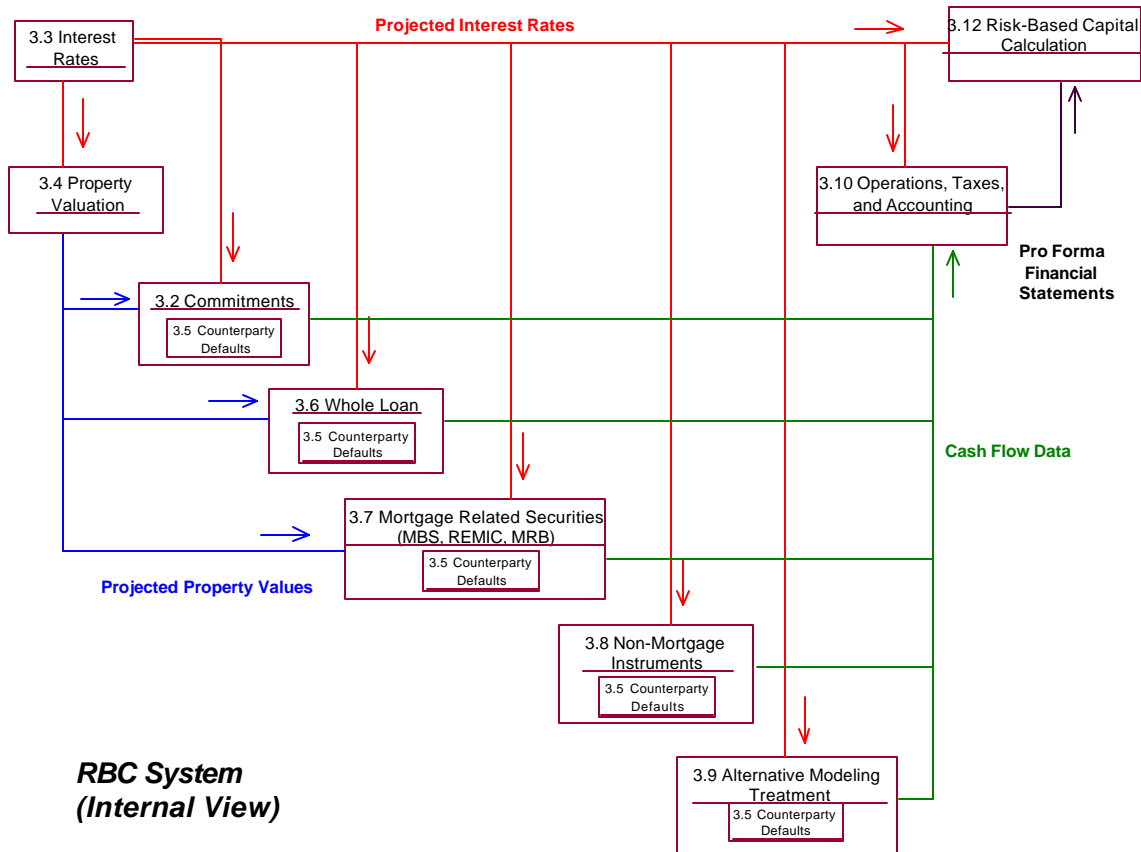 Projected Interest Rates
3.3 Interest
Rates
3.12 Risk-Based Capital
Calculation
3.4 Property
Valuation
3.10 Operations, Taxes,
and Accounting
Pro Forma
Financial
Statements
3.2 Commitments
3.5 Counterparty
Defaults
3.6 Whole Loan
3.5 Counterparty
Defaults
Cash Flow Data
3.7 Mortgage Related Securities
(MBS, REMIC, MRB)
3.5 Counterparty
Defaults
Projected Property Values
3.8 Non-Mortgage
Instruments
3.5 Counterparty
Defaults
3.9 Alternative Modeling
Treatment
3.5 Counterparty
Defaults
RBC System
(Internal View)